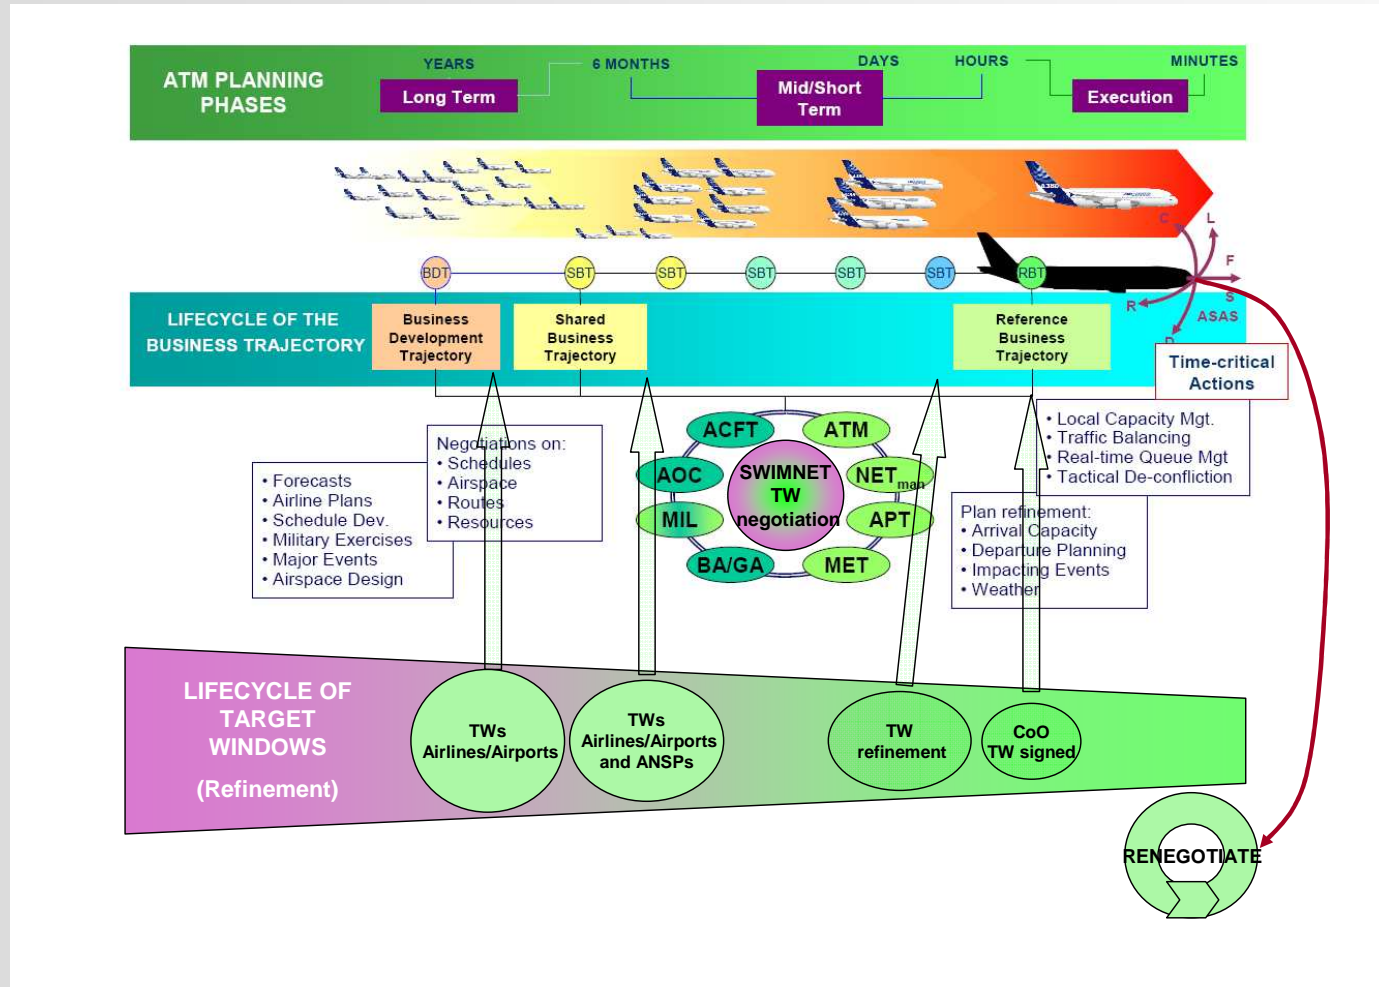 ATM PLANNING
PHASES
YEARS
Long Term
6 MONTHS
Mid/Short
Term
DAYS
HOURS
Execution
MINUTES
C
L
F
S
R
D
ASAS
BDT
SBT
SBT
SBT
SBT
SBT
RBT
LIFECYCLE OF THE
BUSINESS TRAJECTORY
Business
Development
Trajectory
Shared
Business
Trajectory
Reference
Business
Trajectory
Time-critical
Actions
• Local Capacity Mgt.
• Traffic Balancing
• Real-time Queue Mgt
• Tactical De-confliction
Negotiations on:
• Schedules
• Airspace
• Routes
• Resources
• Forecasts
• Airline Plans
• Schedule Dev.
• Military Exercises
• Major Events
• Airspace Design
ACFT
ATM
AOC
NET man
MIL
APT
BA/GA
MET
SWIMNET
TW
negotiation
Plan refinement:
• Arrival Capacity
• Departure Planning
• Impacting Events
• Weather
LIFECYCLE OF
TARGET
WINDOWS
(Refinement)
TWs
Airlines/Airports
TWs
Airlines/Airports
and ANSPs
TW
refinement
CoO
TW signed
RENEGOTIATE